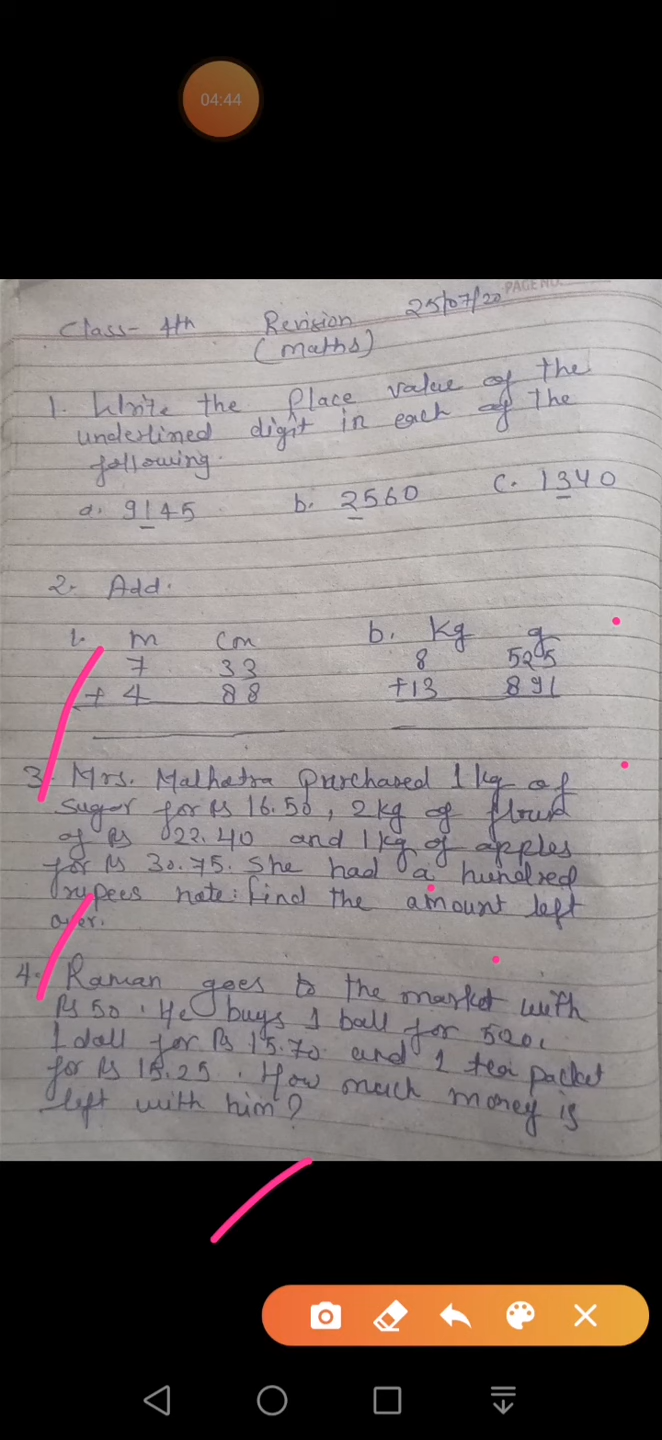 04:44
PAGE NO.
25/07/20
Class- 4th Revision
(Maths)
1. Write the Place value of the
underlined digit in each of the
following.
a. 9145 b. 2560 c. 1340
2. Add.
1. m cm b. kg g
7 33 8 525
+ 4 88 +13 891
3. Mrs. Malhotra purchased 1 kg of
sugar for Rs 16.50, 2kg of flour
of Rs 22.40 and 1kg of apples
for Rs 30.75. She had a hundred
rupees note. find the amount left
over.
4. Raman goes to the market with
Rs 50. He buys 1 ball for 5.20,
1 doll for Rs 15.70 and 1 tea packet
for Rs 15.25. How much money is
left with him?